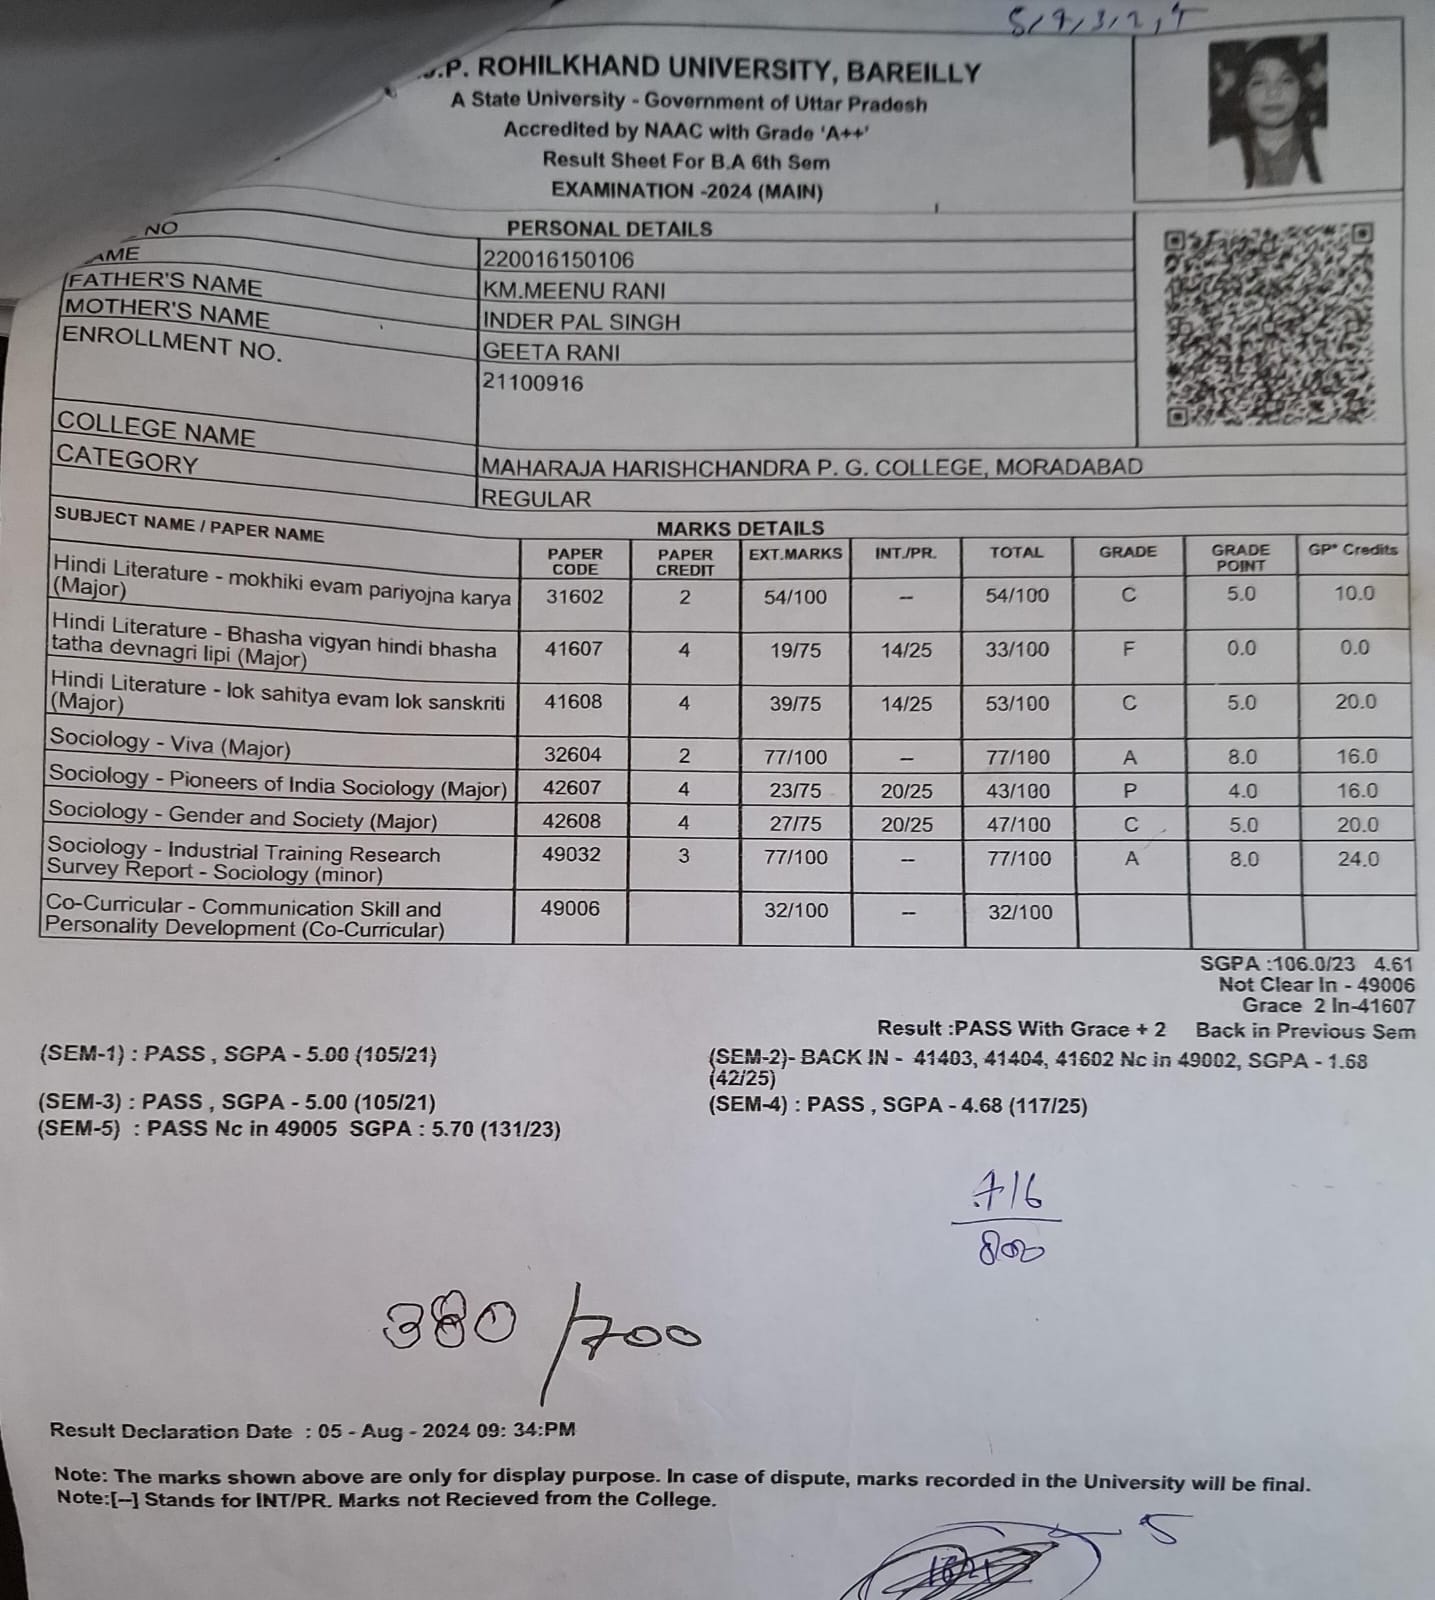 5/7/3/2,T
.P. ROHILKHAND UNIVERSITY, BAREILLY
A State University - Government of Uttar Pradesh
Accredited by NAAC with Grade 'A++'
Result Sheet For B.A 6th Sem
EXAMINATION -2024 (MAIN)
PERSONAL DETAILS
NO 220016150106
AME KM.MEENU RANI
FATHER'S NAME INDER PAL SINGH
MOTHER'S NAME GEETA RANI
ENROLLMENT NO. 21100916
COLLEGE NAME MAHARAJA HARISHCHANDRA P. G. COLLEGE, MORADABAD
CATEGORY REGULAR
MARKS DETAILS
SUBJECT NAME / PAPER NAME PAPER CODE PAPER CREDIT EXT.MARKS INT./PR. TOTAL GRADE GRADE POINT GP* Credits
Hindi Literature - mokhiki evam pariyojna karya (Major) 31602 2 54/100 -- 54/100 C 5.0 10.0
Hindi Literature - Bhasha vigyan hindi bhasha tatha devnagri lipi (Major) 41607 4 19/75 14/25 33/100 F 0.0 0.0
Hindi Literature - lok sahitya evam lok sanskriti (Major) 41608 4 39/75 14/25 53/100 C 5.0 20.0
Sociology - Viva (Major) 32604 2 77/100 -- 77/100 A 8.0 16.0
Sociology - Pioneers of India Sociology (Major) 42607 4 23/75 20/25 43/100 P 4.0 16.0
Sociology - Gender and Society (Major) 42608 4 27/75 20/25 47/100 C 5.0 20.0
Sociology - Industrial Training Research Survey Report - Sociology (minor) 49032 3 77/100 -- 77/100 A 8.0 24.0
Co-Curricular - Communication Skill and Personality Development (Co-Curricular) 49006 32/100 -- 32/100
SGPA :106.0/23 4.61
Not Clear In - 49006
Grace 2 In-41607
Result :PASS With Grace + 2 Back in Previous Sem
(SEM-1) : PASS , SGPA - 5.00 (105/21)
(SEM-2)- BACK IN - 41403, 41404, 41602 Nc in 49002, SGPA - 1.68
(42/25)
(SEM-3) : PASS , SGPA - 5.00 (105/21)
(SEM-4) : PASS , SGPA - 4.68 (117/25)
(SEM-5) : PASS Nc in 49005 SGPA : 5.70 (131/23)
716
800
380/700
Result Declaration Date : 05 - Aug - 2024 09: 34:PM
Note: The marks shown above are only for display purpose. In case of dispute, marks recorded in the University will be final.
Note:[--] Stands for INT/PR. Marks not Recieved from the College.
5